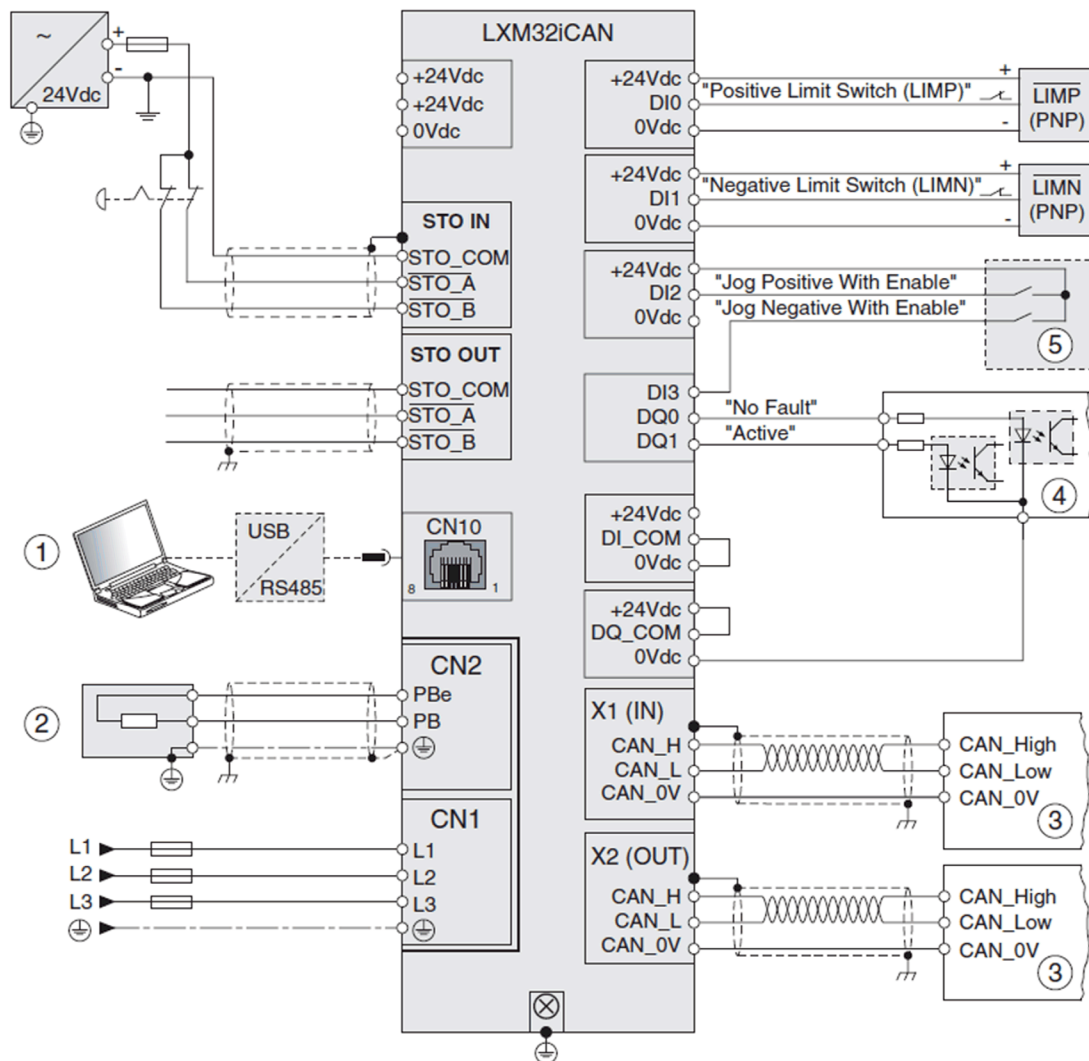 LXM32iCAN
~
+
-
24Vdc
+24Vdc
+24Vdc
0Vdc
STO IN
STO_COM
STO_A
STO_B
STO OUT
STO_COM
STO_A
STO_B
1
USB
RS485
CN10
8
1
2
CN2
PBe
PB
CN1
L1
L2
L3
L1
L2
L3
+24Vdc
DI0
0Vdc
"Positive Limit Switch (LIMP)"
+
-
LIMP
(PNP)
+24Vdc
DI1
0Vdc
"Negative Limit Switch (LIMN)"
+
-
LIMN
(PNP)
+24Vdc
DI2
0Vdc
"Jog Positive With Enable"
"Jog Negative With Enable"
5
DI3
DQ0
DQ1
"No Fault"
"Active"
4
+24Vdc
DI_COM
0Vdc
+24Vdc
DQ_COM
0Vdc
X1 (IN)
CAN_H
CAN_L
CAN_0V
CAN_High
CAN_Low
CAN_0V
3
X2 (OUT)
CAN_H
CAN_L
CAN_0V
CAN_High
CAN_Low
CAN_0V
3